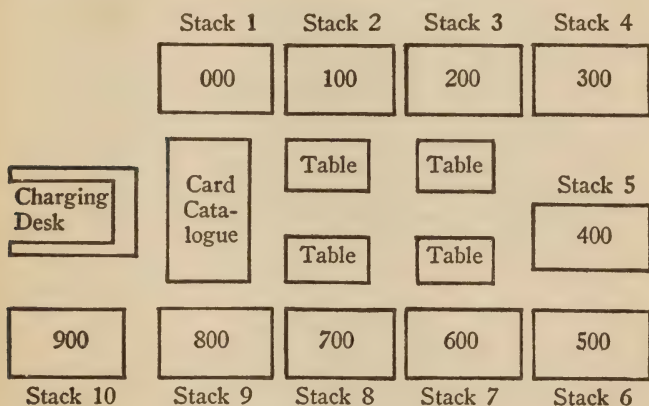 Stack 1 Stack 2 Stack 3 Stack 4
000 100 200 300
Charging
Desk
Card
Cata-
logue
Table Table
Table Table
Stack 5
400
900 800 700 600 500
Stack 10 Stack 9 Stack 8 Stack 7 Stack 6